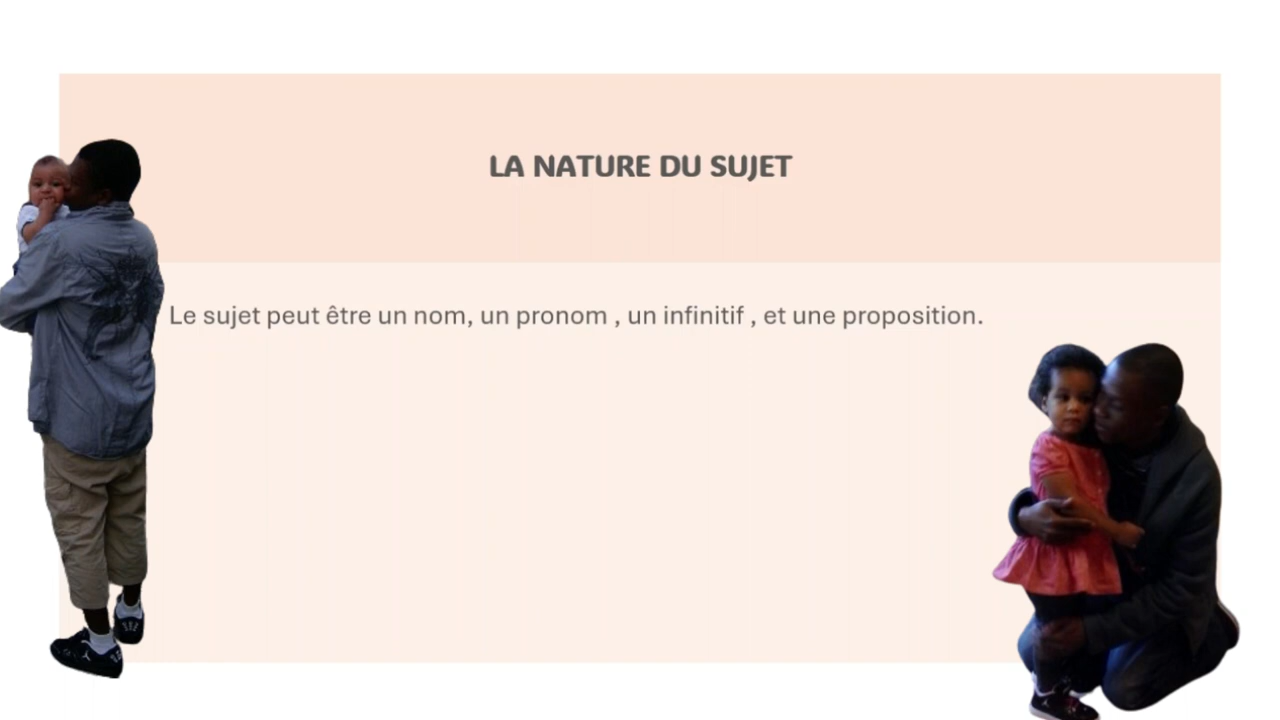 LA NATURE DU SUJET
Le sujet peut être un nom, un pronom , un infinitif , et une proposition.